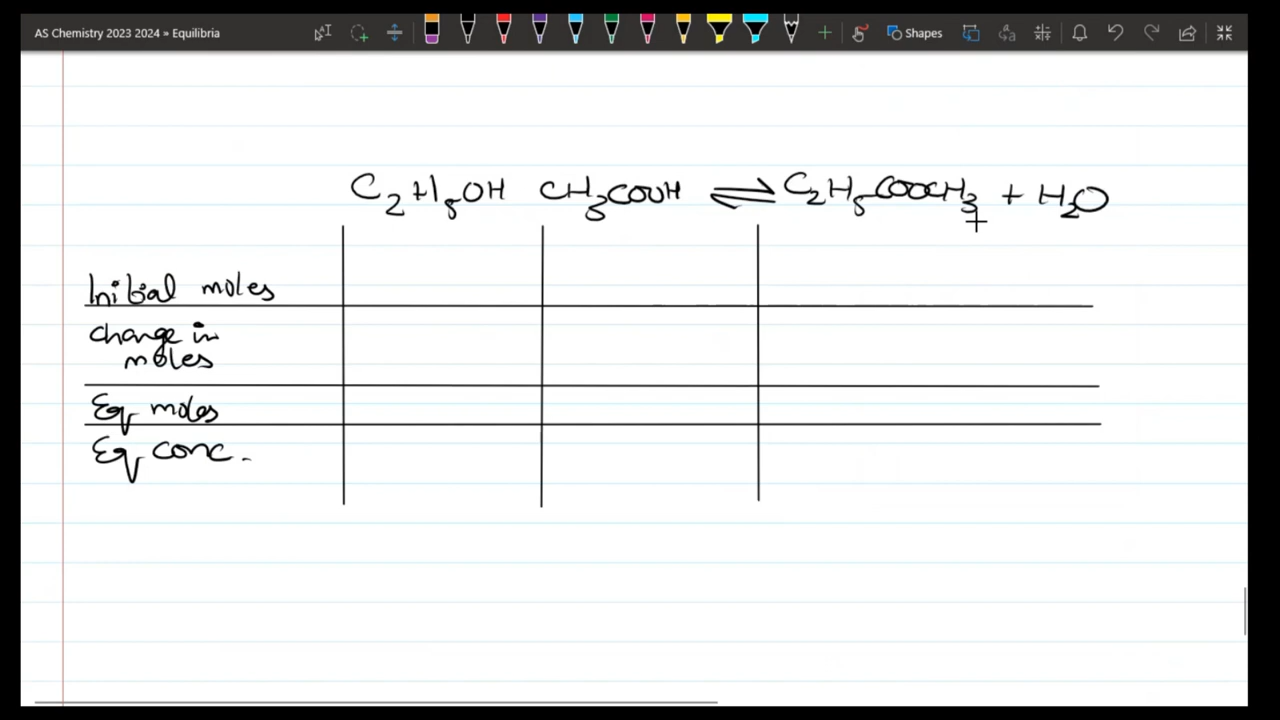 AS Chemistry 2023 2024 » Equilibria
Shapes
C₂H₅OH CH₃COOH ⇌ C₂H₅COOCH₃ + H₂O
Initial moles
change in
moles
Eq moles
Eq conc.